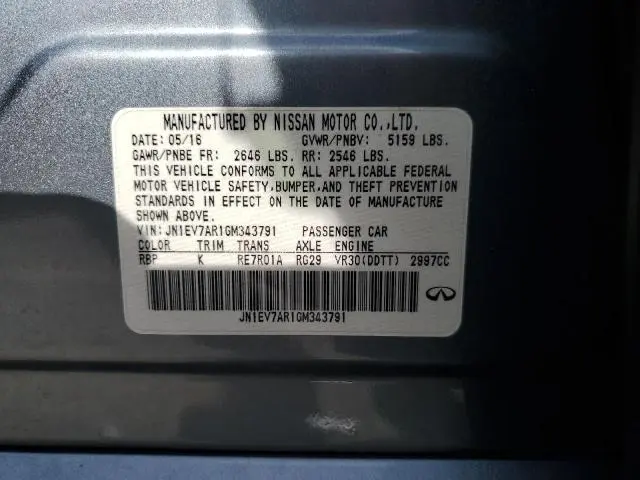 MANUFACTURED BY NISSAN MOTOR CO.,LTD.
DATE: 05/16 GVWR/PNBV: 5159 LBS.
GAWR/PNBE FR: 2646 LBS. RR: 2546 LBS.
THIS VEHICLE CONFORMS TO ALL APPLICABLE FEDERAL
MOTOR VEHICLE SAFETY,BUMPER,AND THEFT PREVENTION
STANDARDS IN EFFECT ON THE DATE OF MANUFACTURE
SHOWN ABOVE.
VIN: JN1EV7AR1GM343791 PASSENGER CAR
COLOR TRIM TRANS AXLE ENGINE
RBP K RE7R01A RG29 VR30(DDTT) 2997CC
JN1EV7AR1GM343791